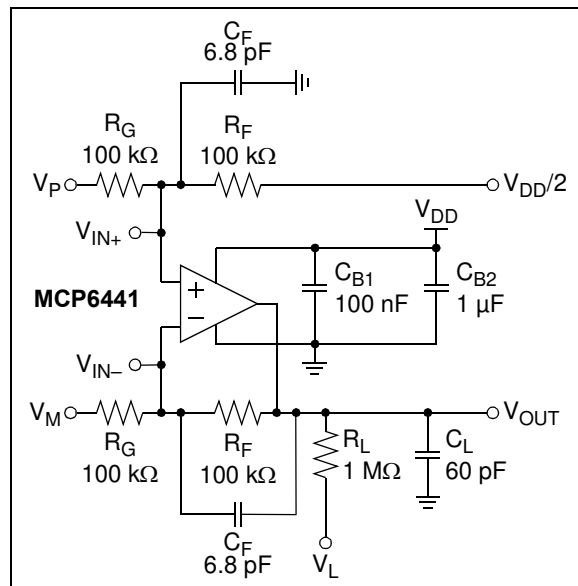 C_F
6.8 pF
R_G
100 kΩ
R_F
100 kΩ
V_P
V_DD/2
V_IN+
V_DD
+
−
MCP6441
C_B1
100 nF
C_B2
1 µF
V_IN–
V_M
V_OUT
R_G
100 kΩ
R_F
100 kΩ
R_L
1 MΩ
C_L
60 pF
C_F
6.8 pF
V_L